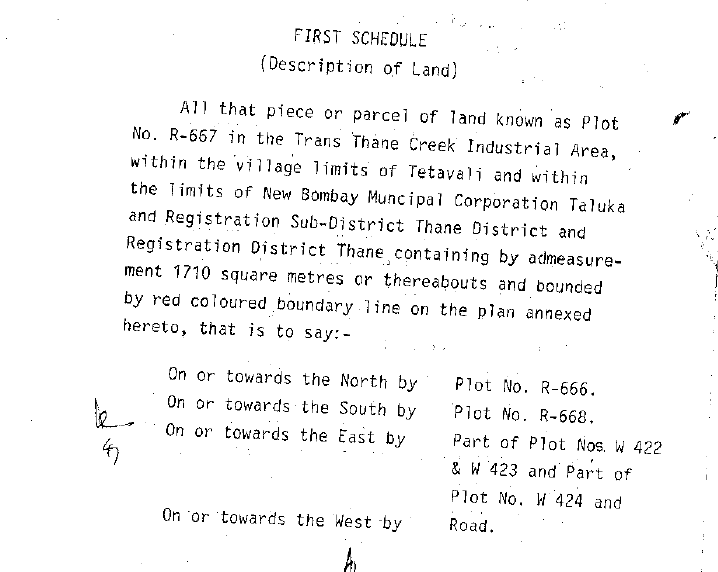 FIRST SCHEDULE
(Description of Land)
All that piece or parcel of land known as Plot
No. R-667 in the Trans Thane Creek Industrial Area,
within the village limits of Tetavali and within
the limits of New Bombay Muncipal Corporation Taluka
and Registration Sub-District Thane District and
Registration District Thane containing by admeasure-
ment 1710 square metres or thereabouts and bounded
by red coloured boundary line on the plan annexed
hereto, that is to say:-
On or towards the North by Plot No. R-666.
On or towards the South by Plot No. R-668.
On or towards the East by Part of Plot Nos. W 422
& W 423 and Part of
Plot No. W 424 and
On or towards the West by Road.